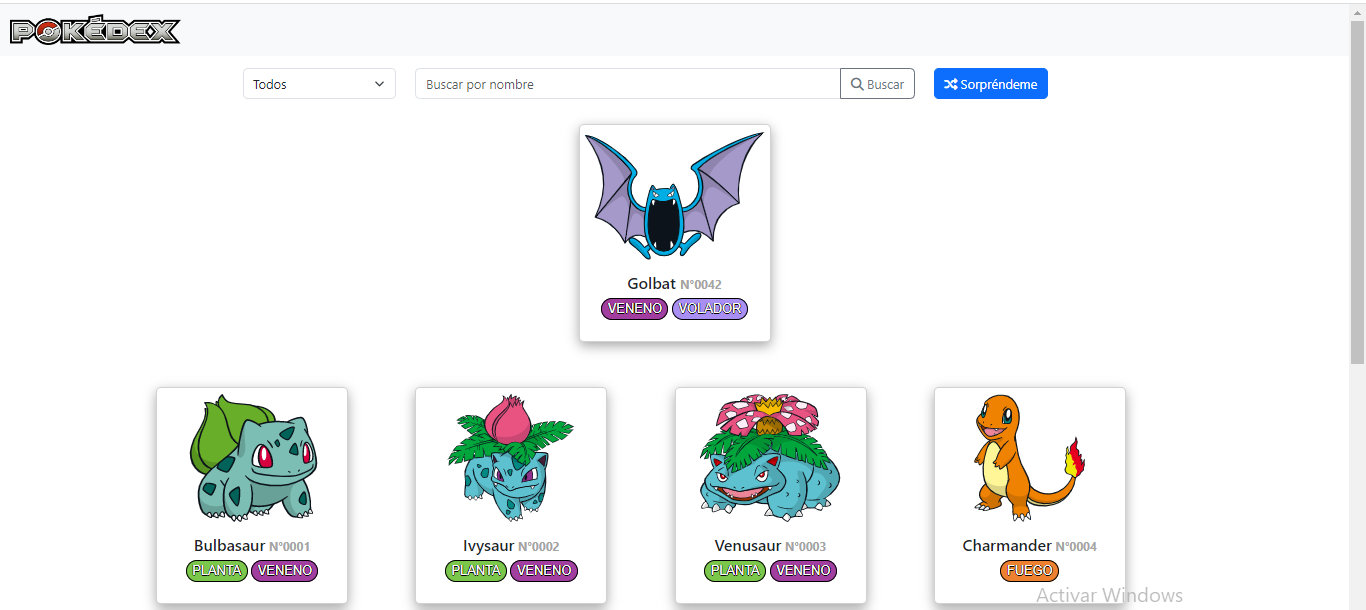 POKÉDEX
Todos
Buscar por nombre
Buscar
Sorpréndeme
Golbat N°0042
VENENO VOLADOR
Bulbasaur N°0001
PLANTA VENENO
Ivysaur N°0002
PLANTA VENENO
Venusaur N°0003
PLANTA VENENO
Charmander N°0004
FUEGO
Activar Windows